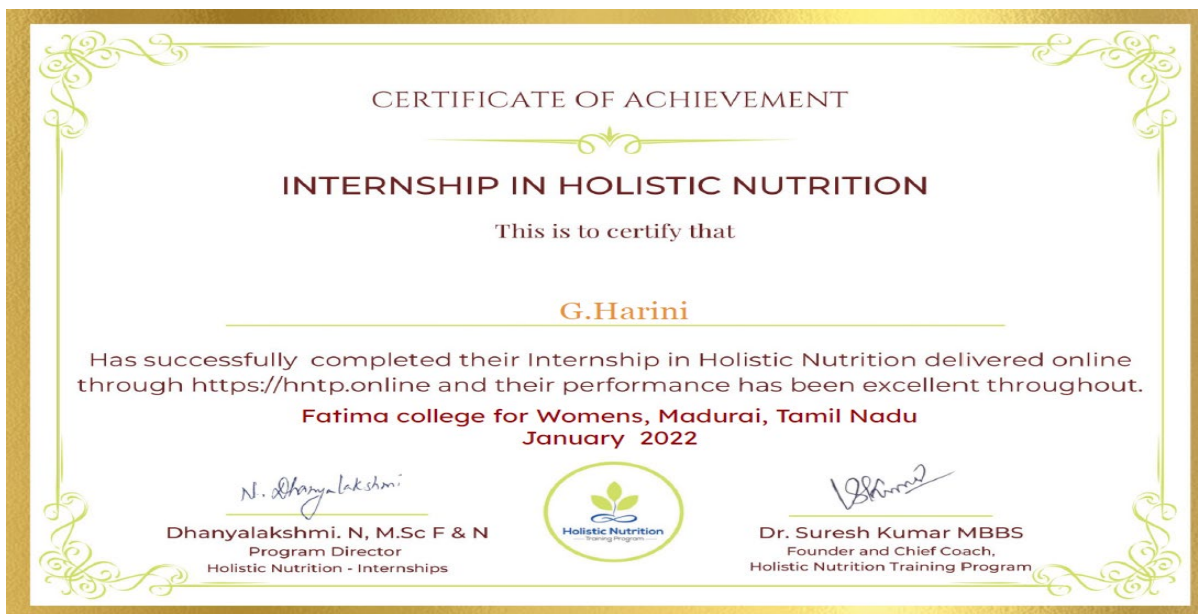 CERTIFICATE OF ACHIEVEMENT
INTERNSHIP IN HOLISTIC NUTRITION
This is to certify that
G.Harini
Has successfully completed their Internship in Holistic Nutrition delivered online
through https://hntp.online and their performance has been excellent throughout.
Fatima college for Womens, Madurai, Tamil Nadu
January 2022
N. Dhanyalakshmi
Dhanyalakshmi. N, M.Sc F & N
Program Director
Holistic Nutrition - Internships
Holistic Nutrition
Training Program
Dr. Suresh Kumar MBBS
Founder and Chief Coach,
Holistic Nutrition Training Program